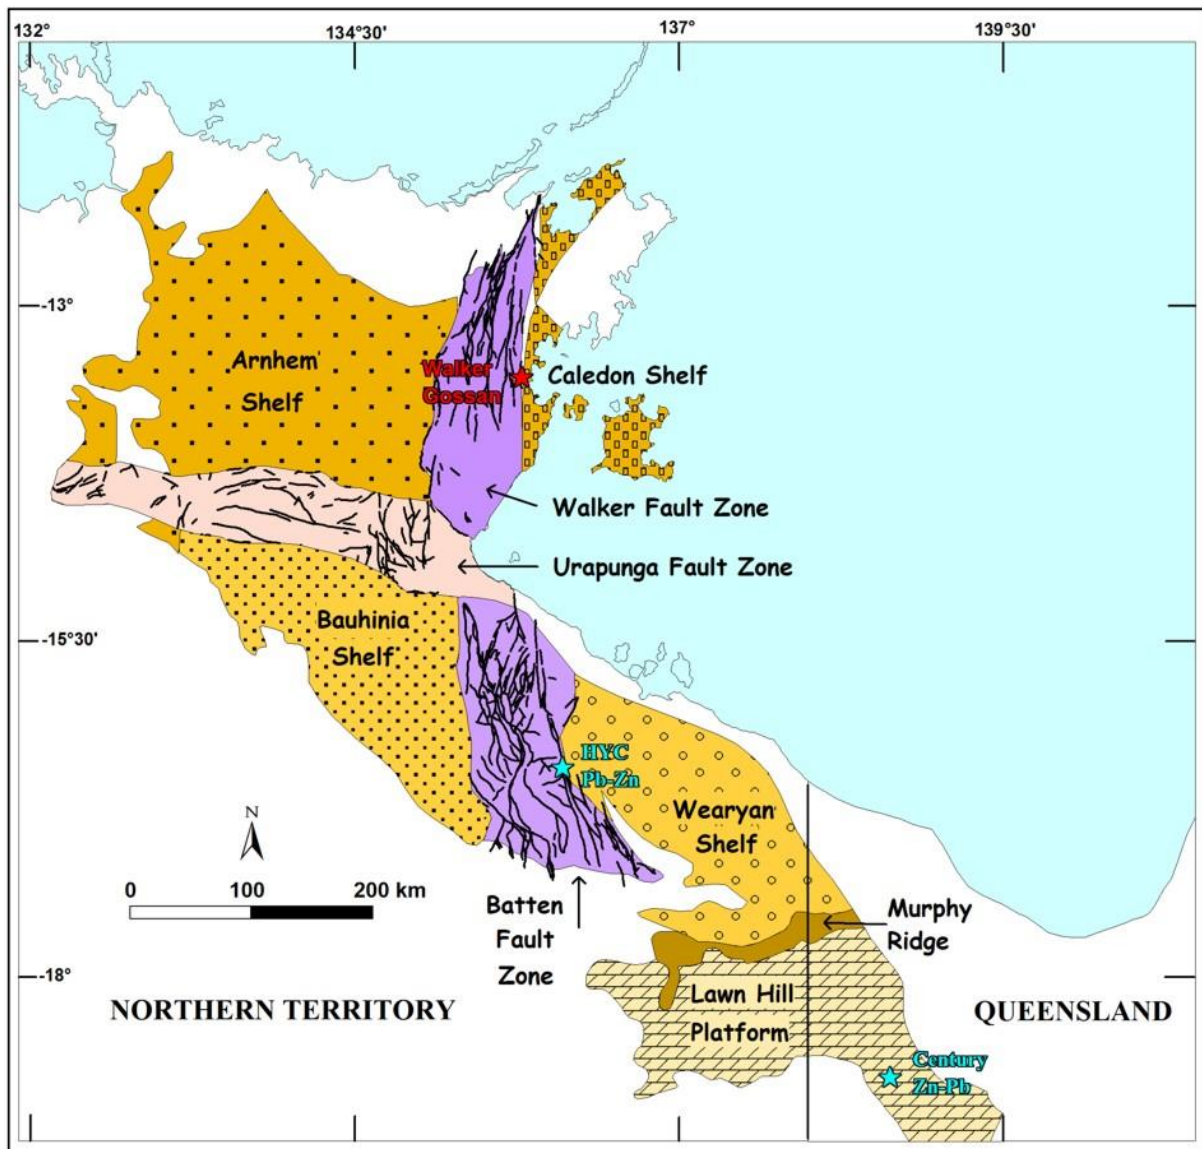 132°
134°30'
137°
139°30'
-13°
Arnhem
Shelf
Walker
Gossan
Caledon Shelf
Walker Fault Zone
Urapunga Fault Zone
-15°30'
Bauhinia
Shelf
HYC
Pb-Zn
Wearyan
Shelf
N
0 100 200 km
Batten
Fault
Zone
Murphy
Ridge
-18°
Lawn Hill
Platform
NORTHERN TERRITORY
QUEENSLAND
Century
Zn-Pb